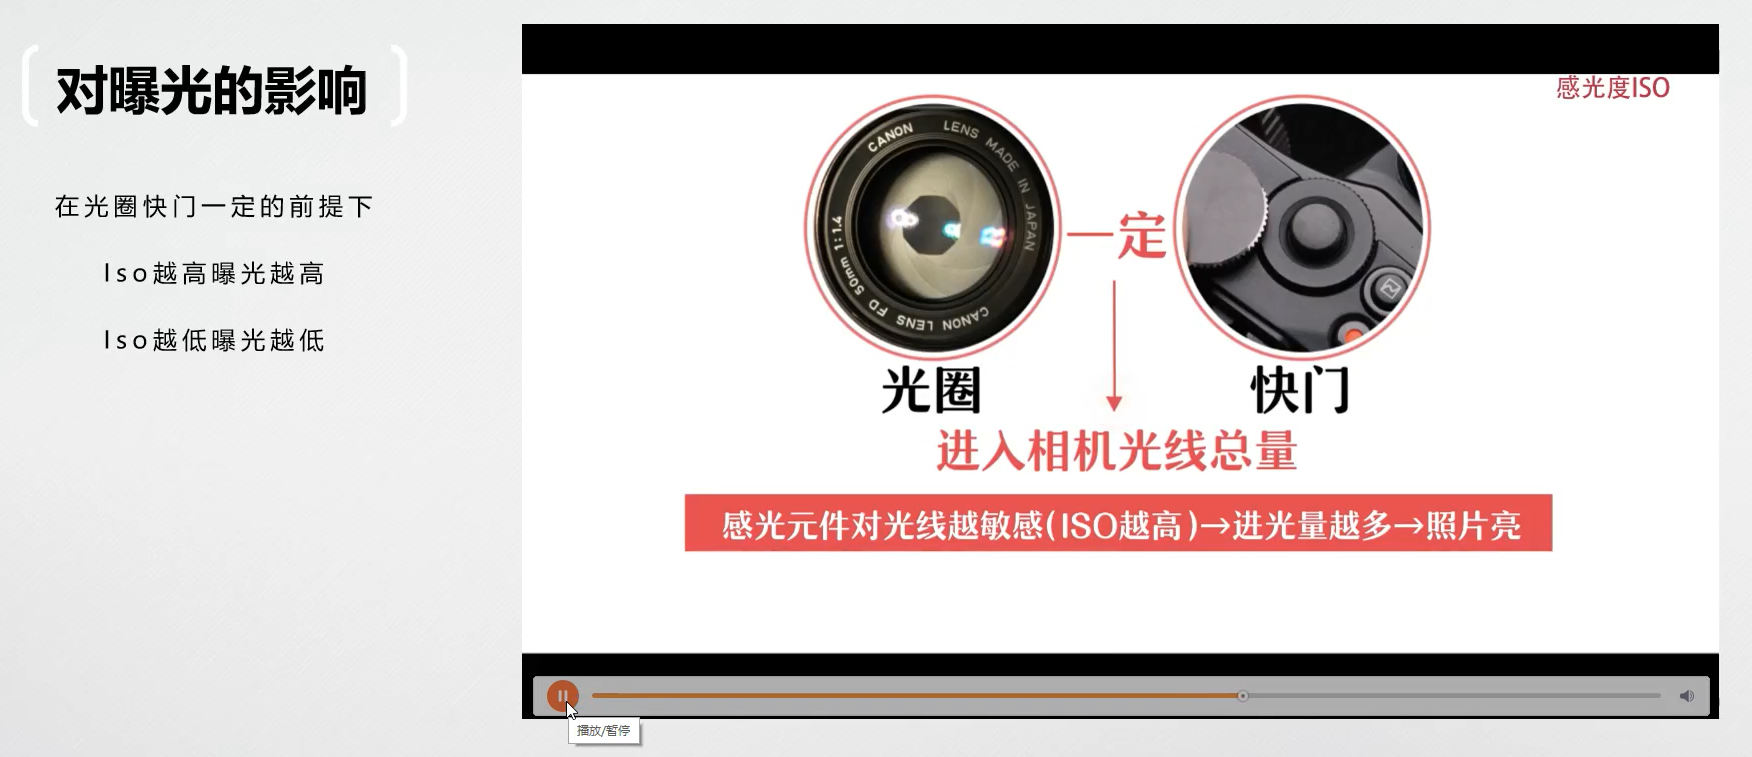 对曝光的影响
在光圈快门一定的前提下
Iso越高曝光越高
Iso越低曝光越低
感光度ISO
CANON LENS MADE IN JAPAN
CANON LENS FD 50mm 1:1.4
一定
光圈
快门
进入相机光线总量
感光元件对光线越敏感(ISO越高)→进光量越多→照片亮
播放/暂停